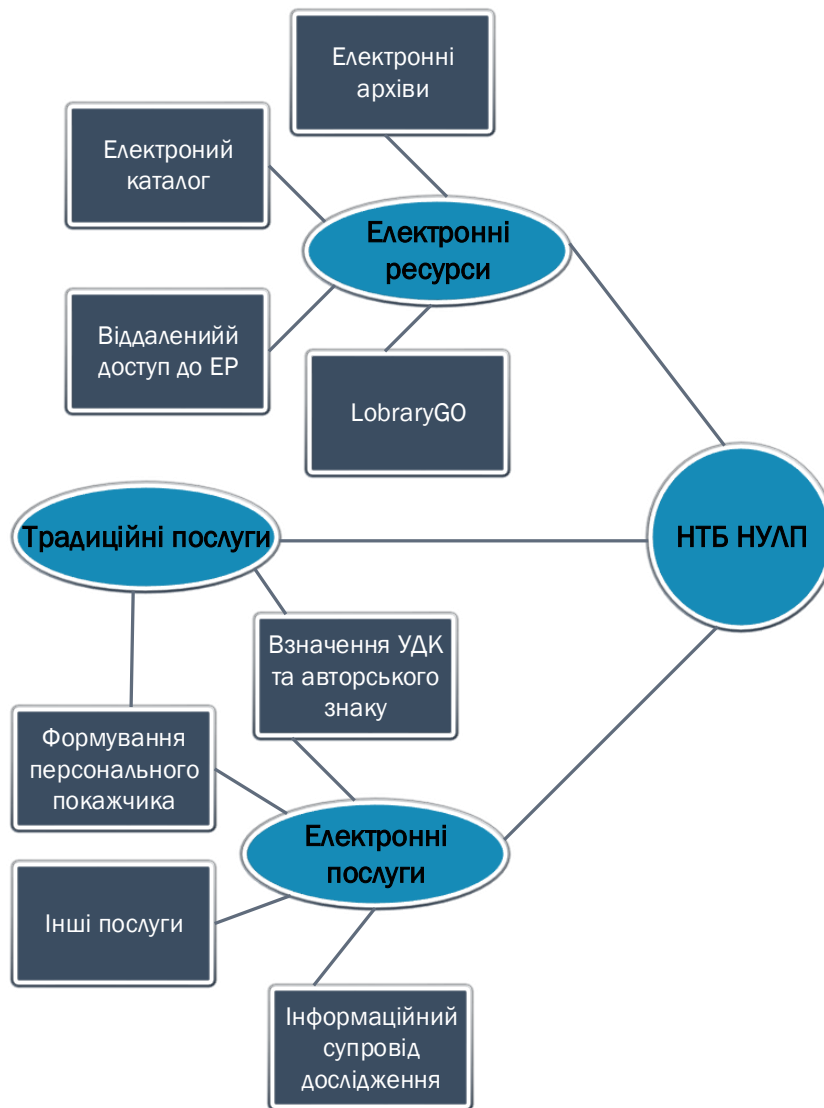 Електронні
архіви
Електроний
каталог
Електронні
ресурси
Віддаленийй
доступ до ЕР
LobraryGO
Традиційні послуги
НТБ НУЛП
Взначення УДК
та авторського
знаку
Формування
персонального
покажчика
Електронні
послуги
Інші послуги
Інформаційний
супровід
дослідження